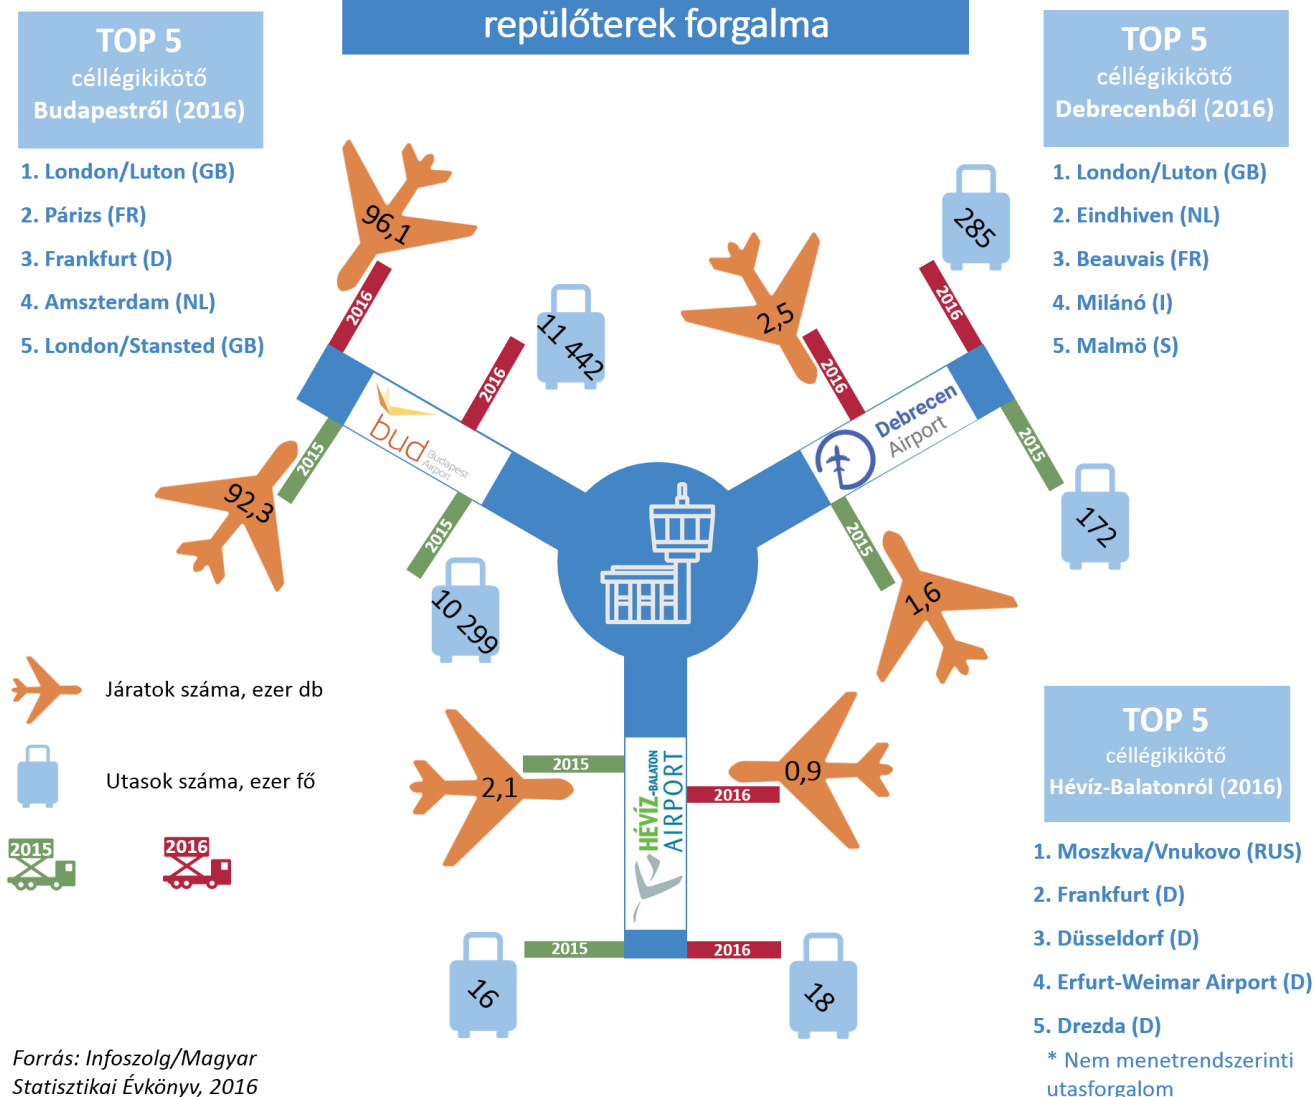 repülőterek forgalma
TOP 5
céllégikikötő
Budapestről (2016)
1. London/Luton (GB)
2. Párizs (FR)
3. Frankfurt (D)
4. Amszterdam (NL)
5. London/Stansted (GB)
TOP 5
céllégikikötő
Debrecenből (2016)
1. London/Luton (GB)
2. Eindhiven (NL)
3. Beauvais (FR)
4. Milánó (I)
5. Malmö (S)
96,1
2016
11 442
2016
bud
Budapest
Airport
92,3
2015
10 299
2015
2,5
2016
285
2016
Debrecen
Airport
1,6
2015
172
2015
Járatok száma, ezer db
Utasok száma, ezer fő
2015
2016
2,1
2015
0,9
2016
HÉVÍZ-BALATON
AIRPORT
16
2015
2016
18
TOP 5
céllégikikötő
Hévíz-Balatonról (2016)
1. Moszkva/Vnukovo (RUS)
2. Frankfurt (D)
3. Düsseldorf (D)
4. Erfurt-Weimar Airport (D)
5. Drezda (D)
* Nem menetrendszerinti
utasforgalom
Forrás: Infoszolg/Magyar
Statisztikai Évkönyv, 2016